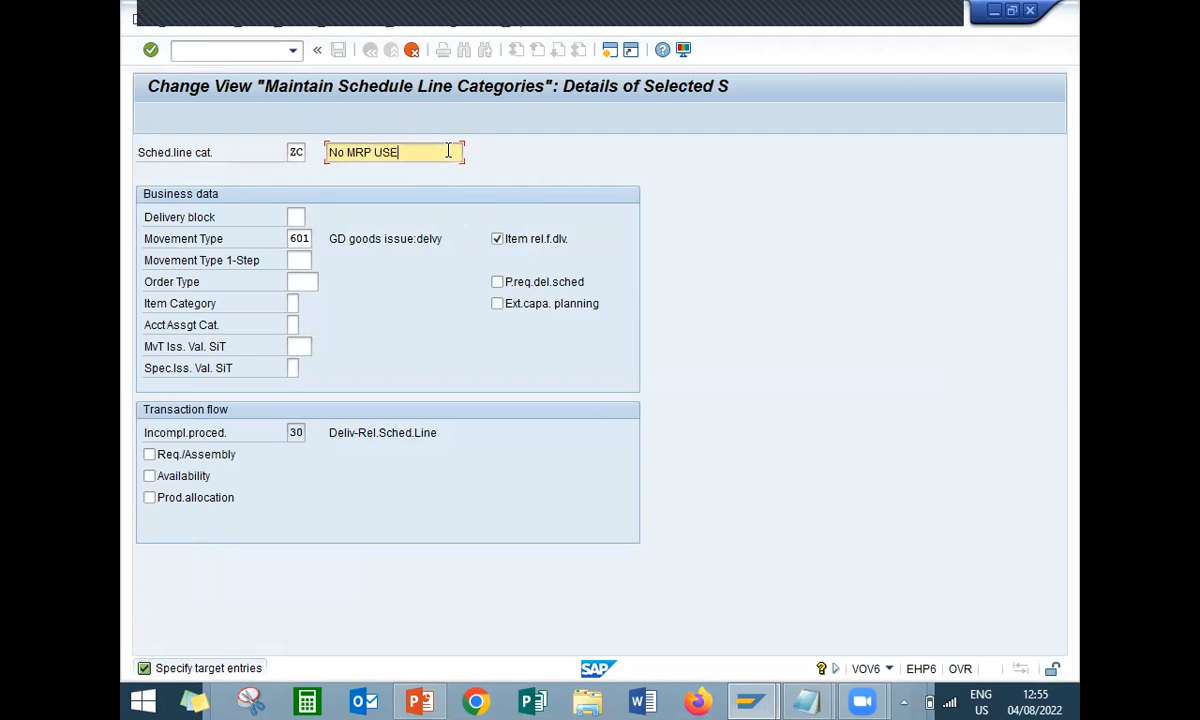 Change View "Maintain Schedule Line Categories": Details of Selected S
Sched.line cat. ZC No MRP USE
Business data
Delivery block
Movement Type 601 GD goods issue:delvy Item rel.f.dlv.
Movement Type 1-Step
Order Type P.req.del.sched
Item Category Ext.capa. planning
Acct Assgt Cat.
MvT Iss. Val. SiT
Spec.Iss. Val. SiT
Transaction flow
Incompl.proced. 30 Deliv-Rel.Sched.Line
Req./Assembly
Availability
Prod.allocation
Specify target entries SAP VOV6 EHP6 OVR
ENG 12:55
US 04/08/2022